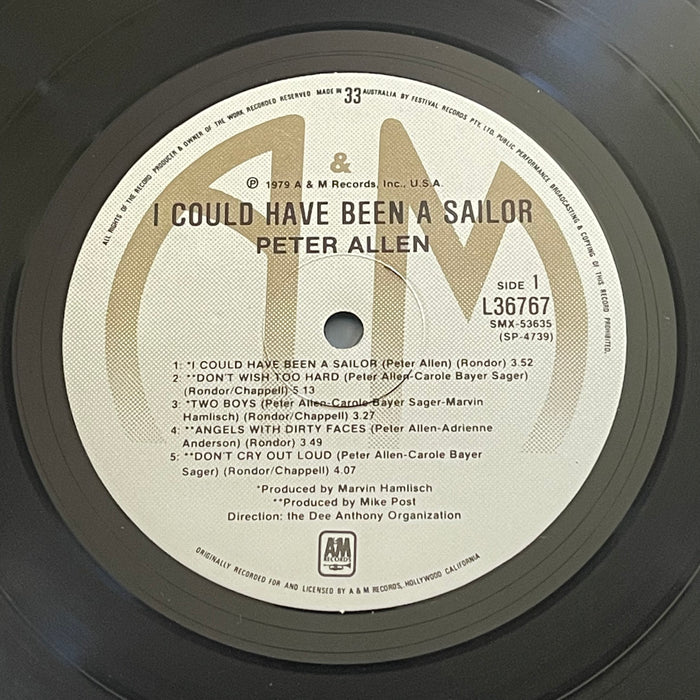 ALL RIGHTS OF THE RECORD PRODUCER & OWNER OF THE WORK RECORDED RESERVED MADE IN 33 AUSTRALIA BY FESTIVAL RECORDS PTY. LTD. PUBLIC PERFORMANCE BROADCASTING & COPYING OF THIS RECORD PROHIBITED.
A & M
℗ 1979 A & M Records, Inc., U.S.A.
I COULD HAVE BEEN A SAILOR
PETER ALLEN
SIDE 1
L36767
SMX-53635
(SP-4739)
1: *I COULD HAVE BEEN A SAILOR (Peter Allen) (Rondor) 3.52
2: **DON'T WISH TOO HARD (Peter Allen-Carole Bayer Sager)
(Rondor/Chappell) 5.13
3: *TWO BOYS (Peter Allen-Carole Bayer Sager-Marvin
Hamlisch) (Rondor/Chappell) 3.27
4: **ANGELS WITH DIRTY FACES (Peter Allen-Adrienne
Anderson) (Rondor) 3.49
5: **DON'T CRY OUT LOUD (Peter Allen-Carole Bayer
Sager) (Rondor/Chappell) 4.07
*Produced by Marvin Hamlisch
**Produced by Mike Post
Direction: the Dee Anthony Organization
A&M
RECORDS
ORIGINALLY RECORDED FOR AND LICENSED BY A & M RECORDS, HOLLYWOOD CALIFORNIA